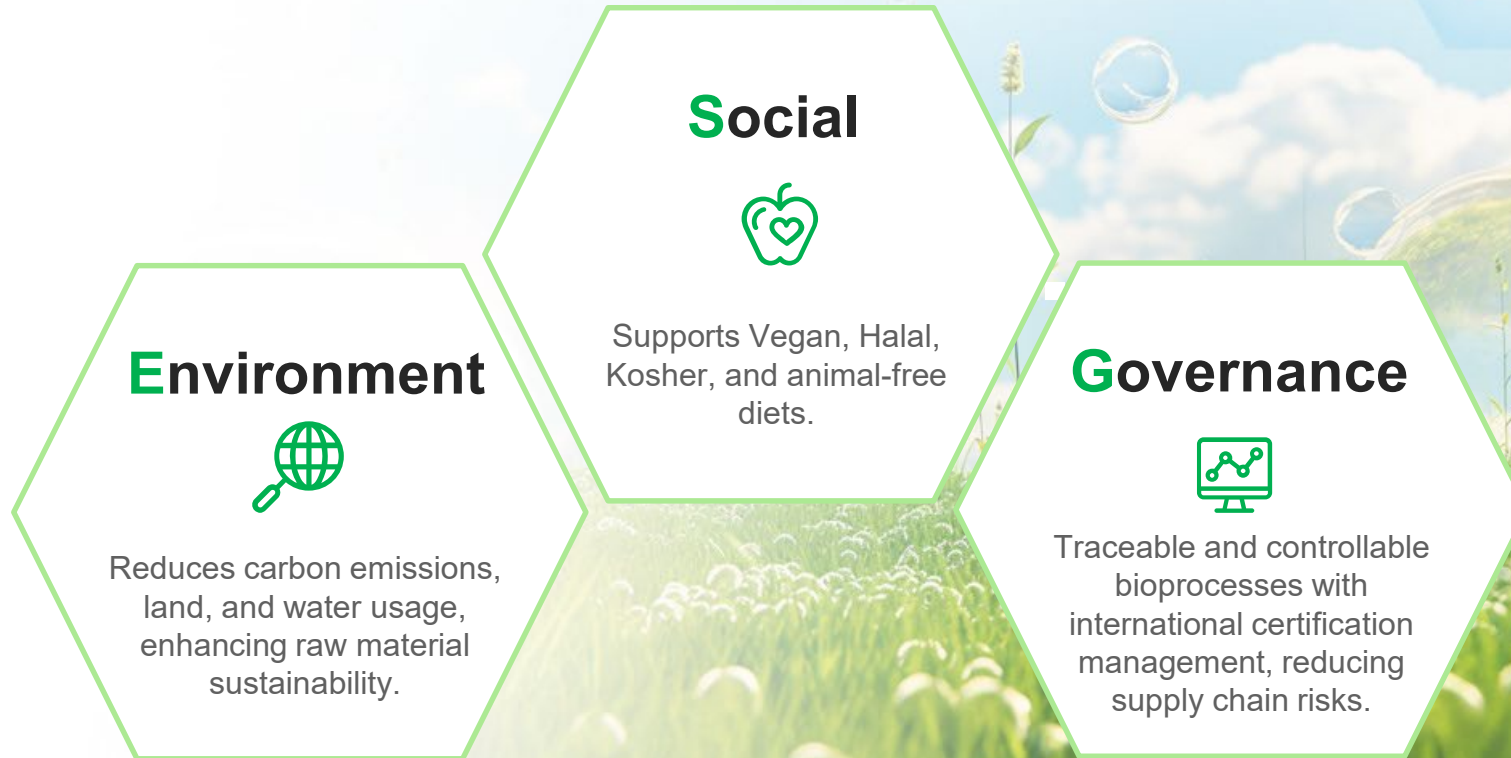 Social
Supports Vegan, Halal,
Kosher, and animal-free
diets.
Environment
Reduces carbon emissions,
land, and water usage,
enhancing raw material
sustainability.
Governance
Traceable and controllable
bioprocesses with
international certification
management, reducing
supply chain risks.